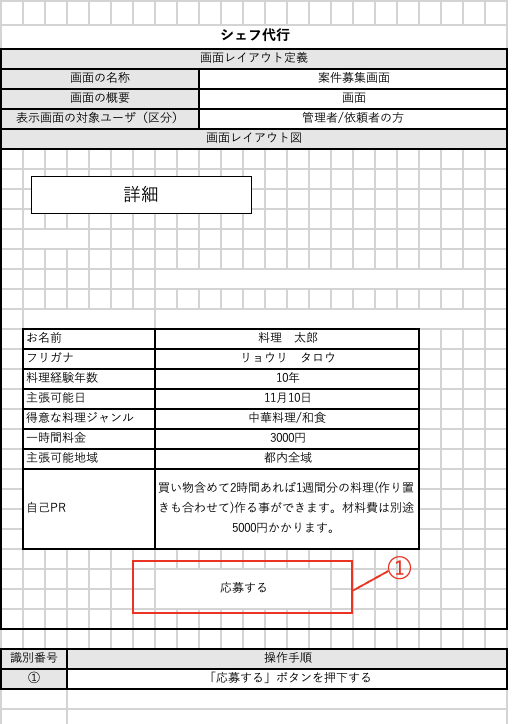 シェフ代行
画面レイアウト定義
画面の名称 案件募集画面
画面の概要 画面
表示画面の対象ユーザ（区分） 管理者/依頼者の方
画面レイアウト図
詳細
お名前 料理　太郎
フリガナ リョウリ　タロウ
料理経験年数 10年
主張可能日 11月10日
得意な料理ジャンル 中華料理/和食
一時間料金 3000円
主張可能地域 都内全域
自己PR
買い物含めて2時間あれば1週間分の料理(作り置
きも合わせて)作る事ができます。材料費は別途
5000円かかります。
応募する
①
識別番号 操作手順
① 「応募する」ボタンを押下する